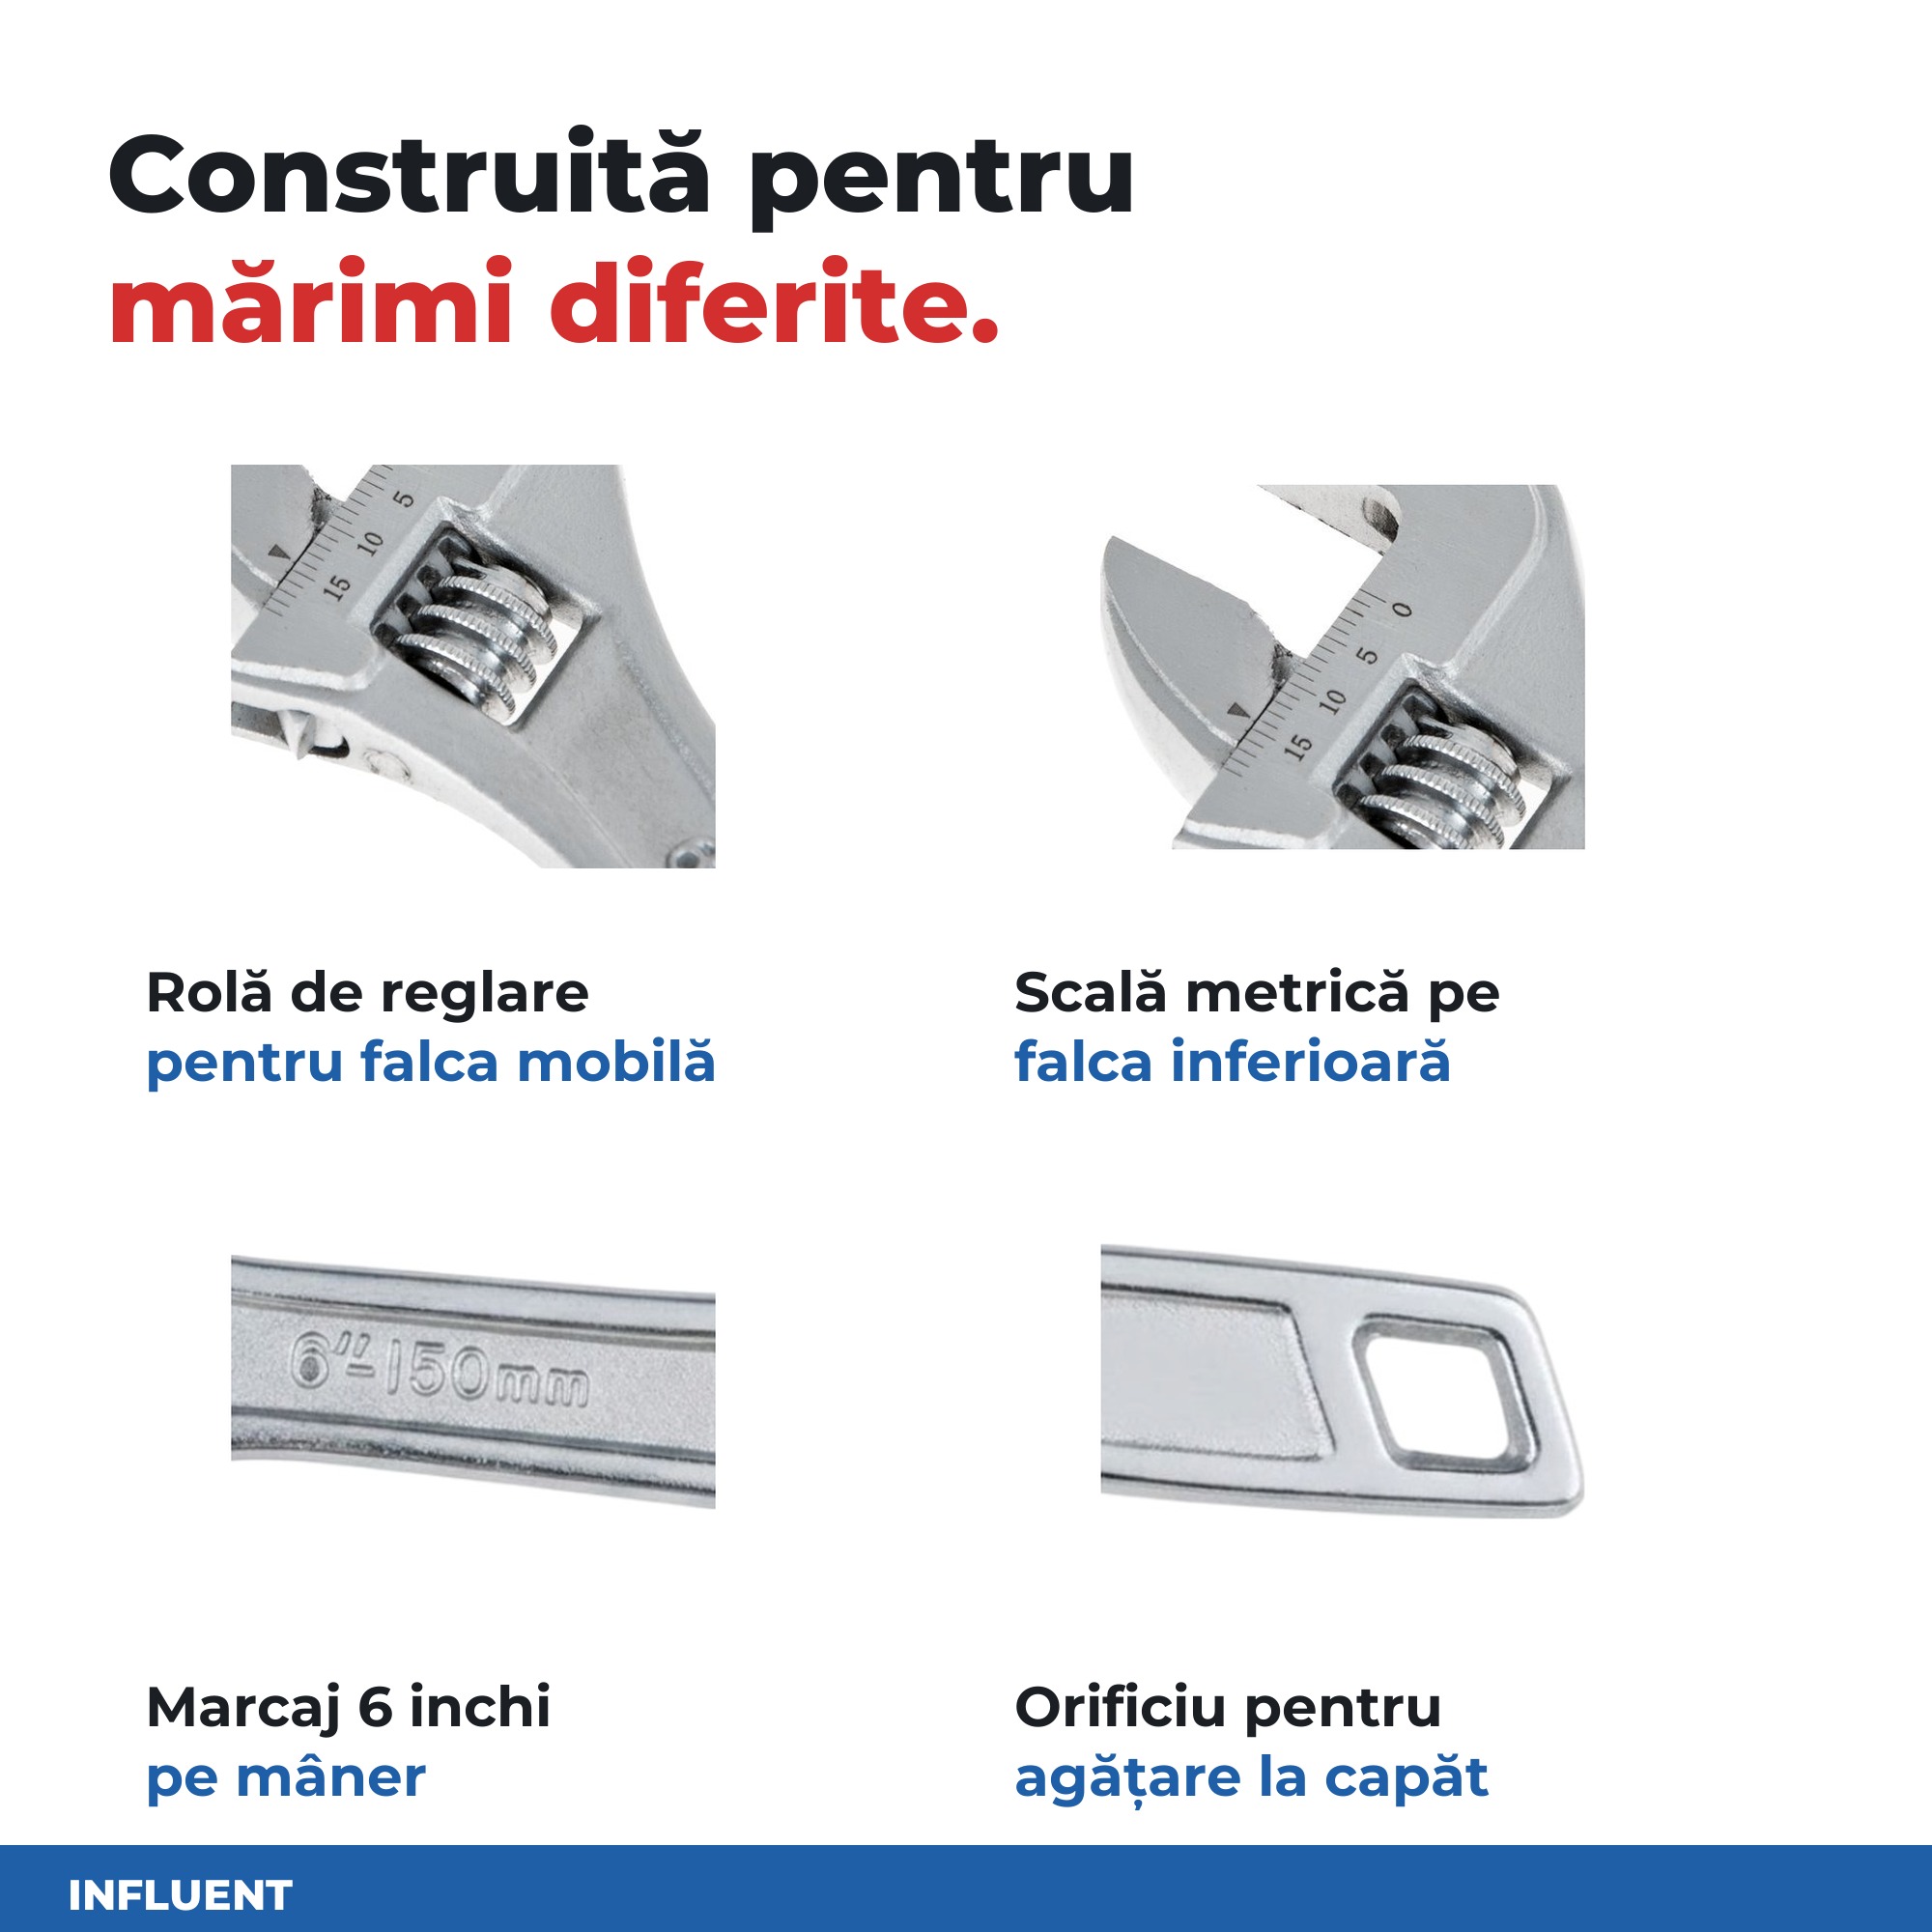 Construită pentru
mărimi diferite.
5
10
15
0
5
10
15
Rolă de reglare
pentru falca mobilă
Scală metrică pe
falca inferioară
6"-150mm
Marcaj 6 inchi
pe mâner
Orificiu pentru
agățare la capăt
INFLUENT